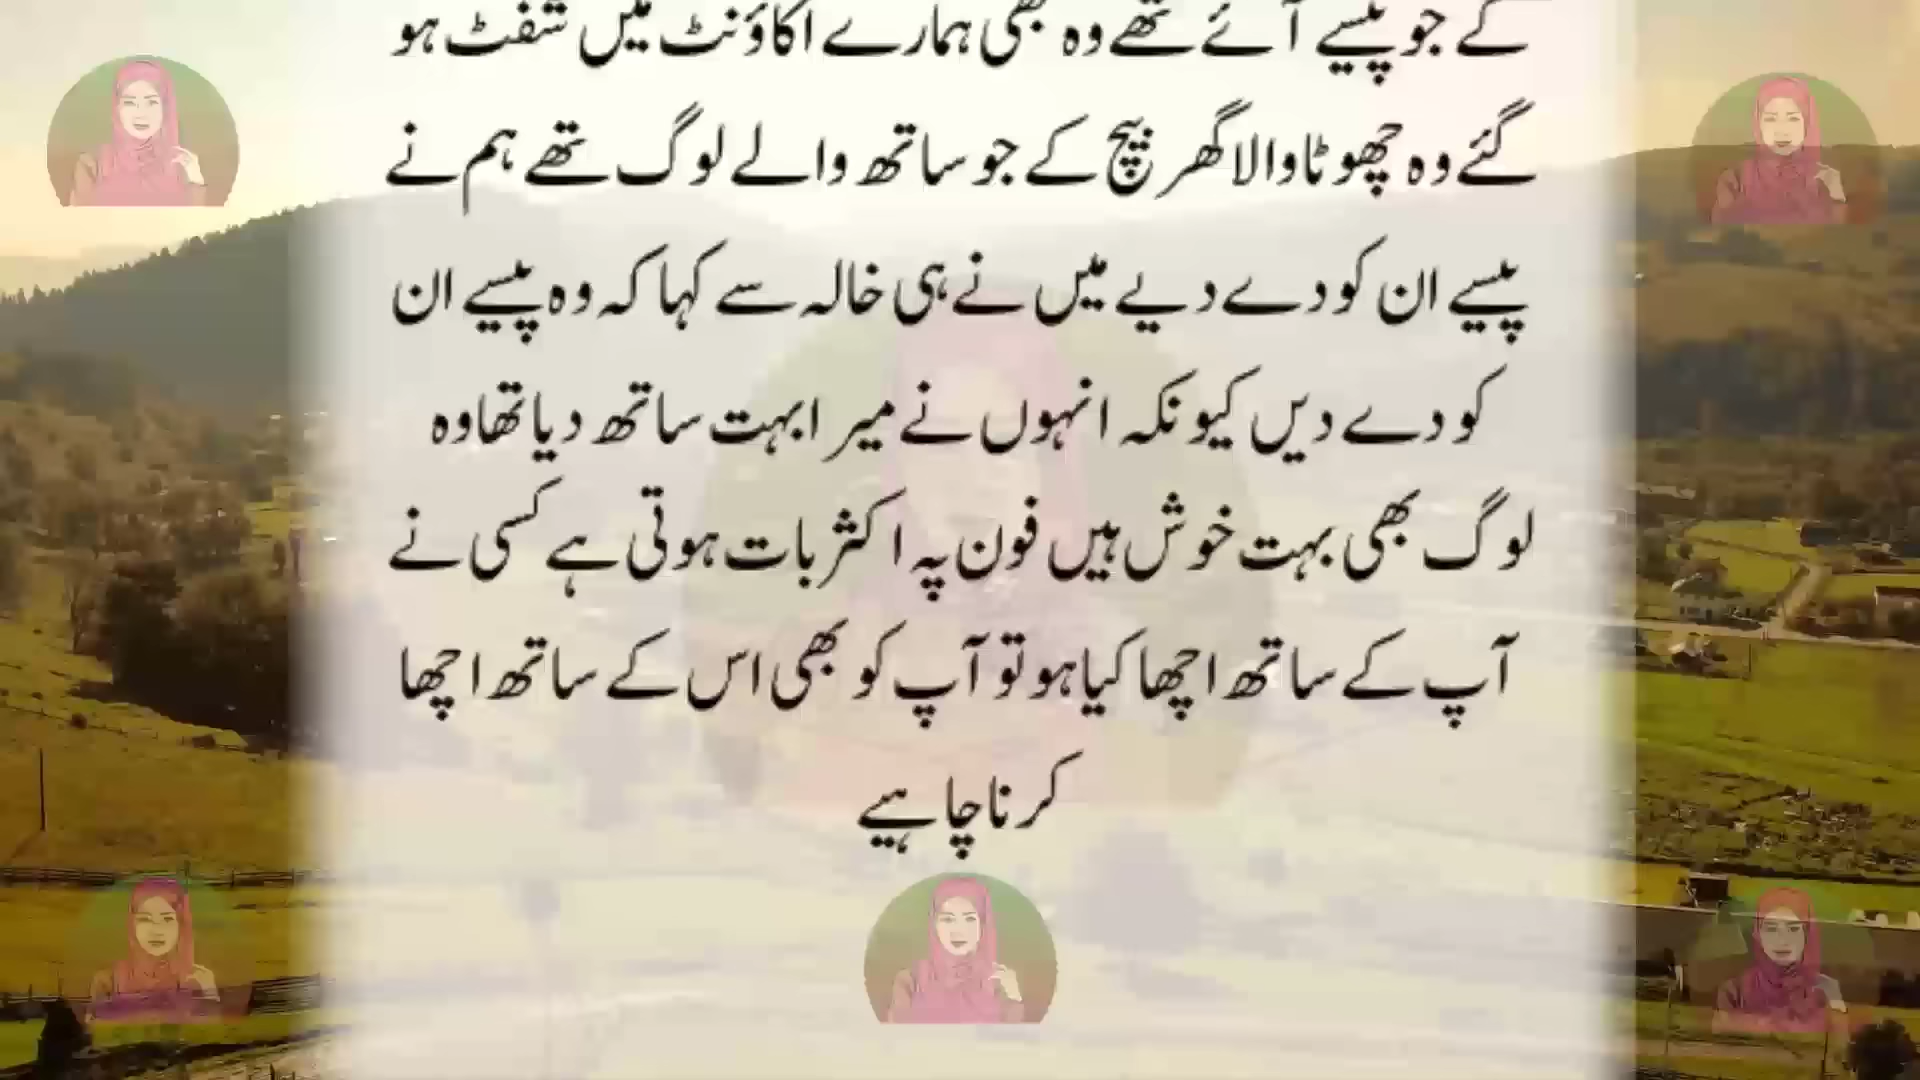 کے جو پیسے آئے تھے وہ بھی ہمارے اکاؤنٹ میں شفٹ ہو
گئے وہ چھوٹا والا گھر بیچ کے جو ساتھ والے لوگ تھے ہم نے
پیسے ان کو دے دیے میں نے ہی خالہ سے کہا کہ وہ پیسے ان
کو دے دیں کیونکہ انہوں نے میرا بہت ساتھ دیا تھا وہ
لوگ بھی بہت خوش ہیں فون پہ اکثر بات ہوتی ہے کسی نے
آپ کے ساتھ اچھا کیا ہو تو آپ کو بھی اس کے ساتھ اچھا
کرنا چاہیے